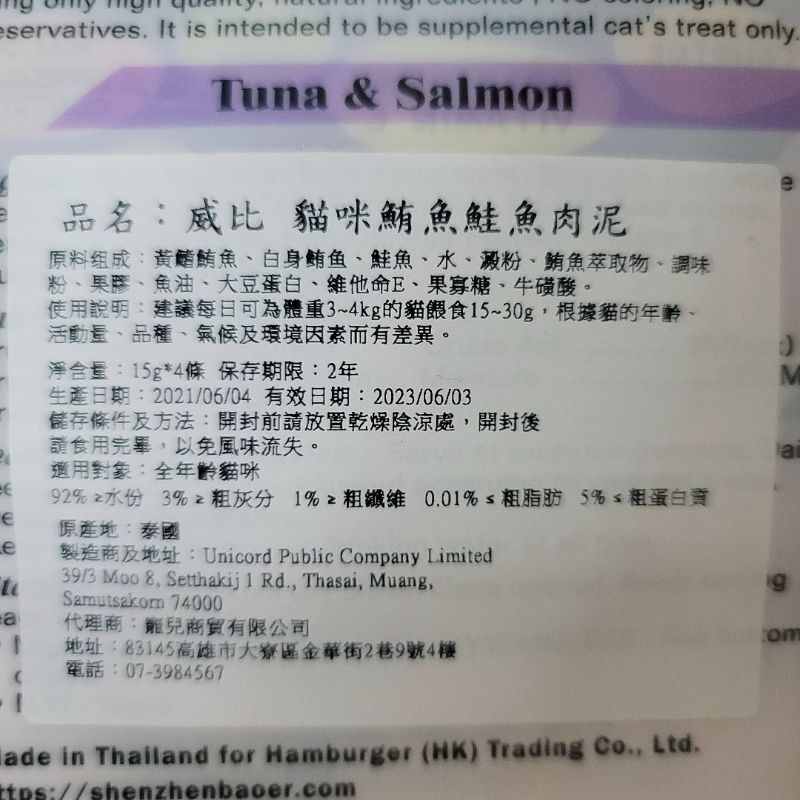 ing only high quality, natural ingredients, NO coloring, NO
eservatives. It is intended to be supplemental cat's treat only.
Tuna & Salmon
品名：威比 貓咪鮪魚鮭魚肉泥
原料組成：黃鰭鮪魚、白身鮪鱼、鮭魚、水、澱粉、鮪魚萃取物、調味
粉、果膠、魚油、大豆蛋白、維他命E、果寡糖、牛磺酸。
使用說明：建議每日可為體重3~4kg的貓餵食15~30g，根據貓的年齡、
活動量、品種、氣候及環境因素而有差異。
淨含量：15g*4條 保存期限：2年
生產日期：2021/06/04 有效日期：2023/06/03
儲存條件及方法：開封前請放置乾燥陰涼處，開封後
請食用完畢，以免風味流失。
適用對象：全年齡貓咪
92% ≥水份 3% ≥ 粗灰分 1% ≥ 粗纖維 0.01% ≤ 粗脂肪 5% ≤ 粗蛋白質
原產地：泰國
製造商及地址：Unicord Public Company Limited
39/3 Moo 8, Setthakij 1 Rd., Thasai, Muang,
Samutsakorn 74000
代理商：寵兒商貿有限公司
地址：83145高雄市大寮區金華街2巷9號4樓
電話：07-3984567
ade in Thailand for Hamburger (HK) Trading Co., Ltd.
ttps://shenzhenbaoer.com